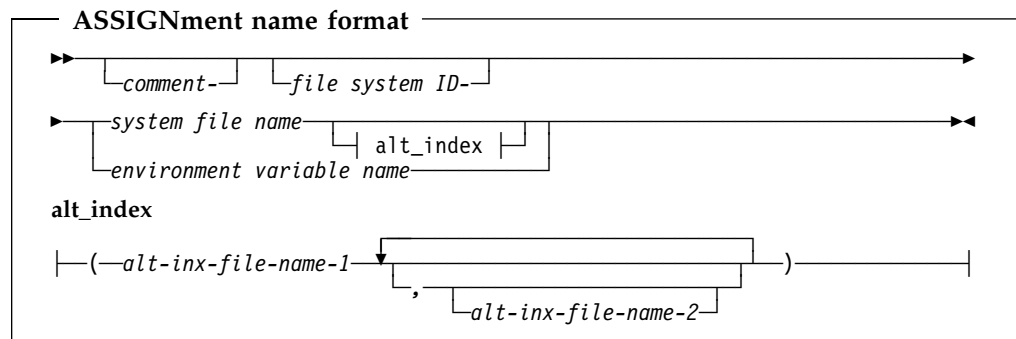 ASSIGNment name format
comment- file system ID-
system file name
alt_index
environment variable name
alt_index
( alt-inx-file-name-1 )
,
alt-inx-file-name-2